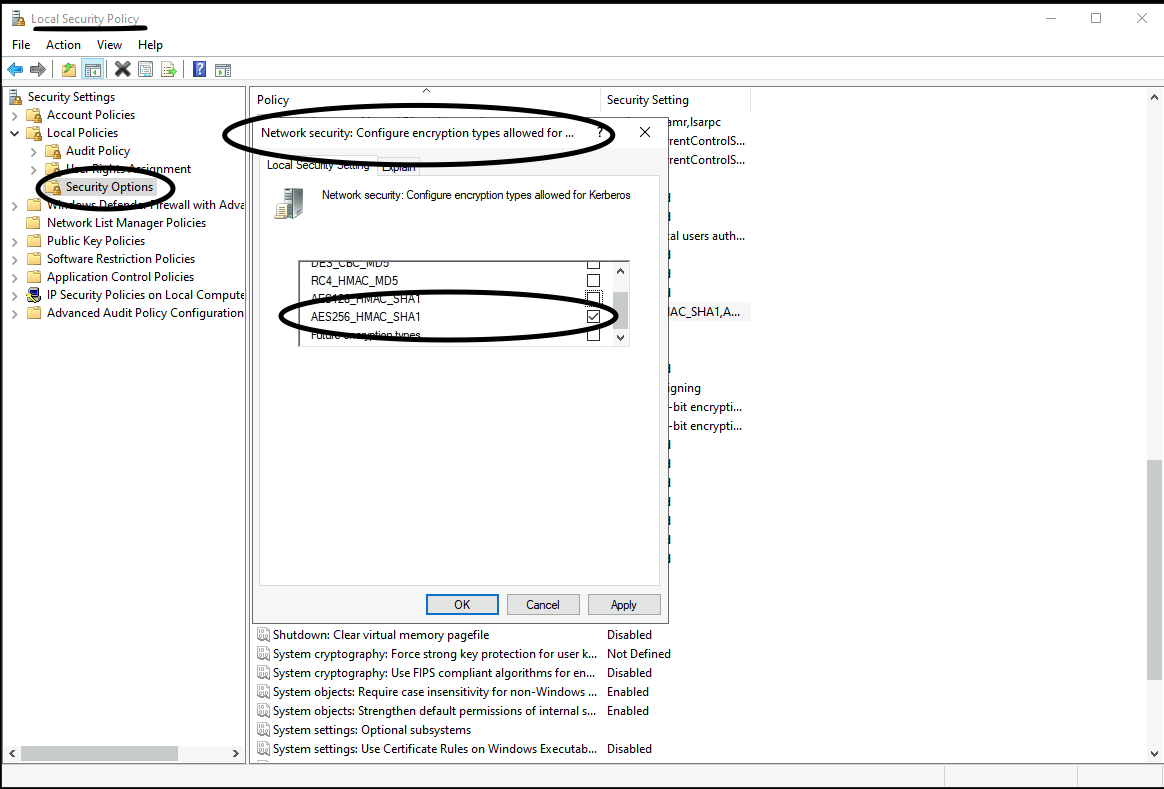 Local Security Policy
File Action View Help
Security Settings
Account Policies
Local Policies
Audit Policy
User Rights Assignment
Security Options
Windows Defender Firewall with Adva
Network List Manager Policies
Public Key Policies
Software Restriction Policies
Application Control Policies
IP Security Policies on Local Compute
Advanced Audit Policy Configuration
Policy Security Setting
amr,lsarpc
rrentControlS...
rrentControlS...
al users auth...
AC_SHA1,A...
igning
-bit encrypti...
-bit encrypti...
Network security: Configure encryption types allowed for ... ?
Local Security Setting Explain
Network security: Configure encryption types allowed for Kerberos
DES_CBC_MD5
RC4_HMAC_MD5
AES128_HMAC_SHA1
AES256_HMAC_SHA1
Future encryption types
OK Cancel Apply
Shutdown: Clear virtual memory pagefile Disabled
System cryptography: Force strong key protection for user k... Not Defined
System cryptography: Use FIPS compliant algorithms for en... Disabled
System objects: Require case insensitivity for non-Windows ... Enabled
System objects: Strengthen default permissions of internal s... Enabled
System settings: Optional subsystems
System settings: Use Certificate Rules on Windows Executab... Disabled